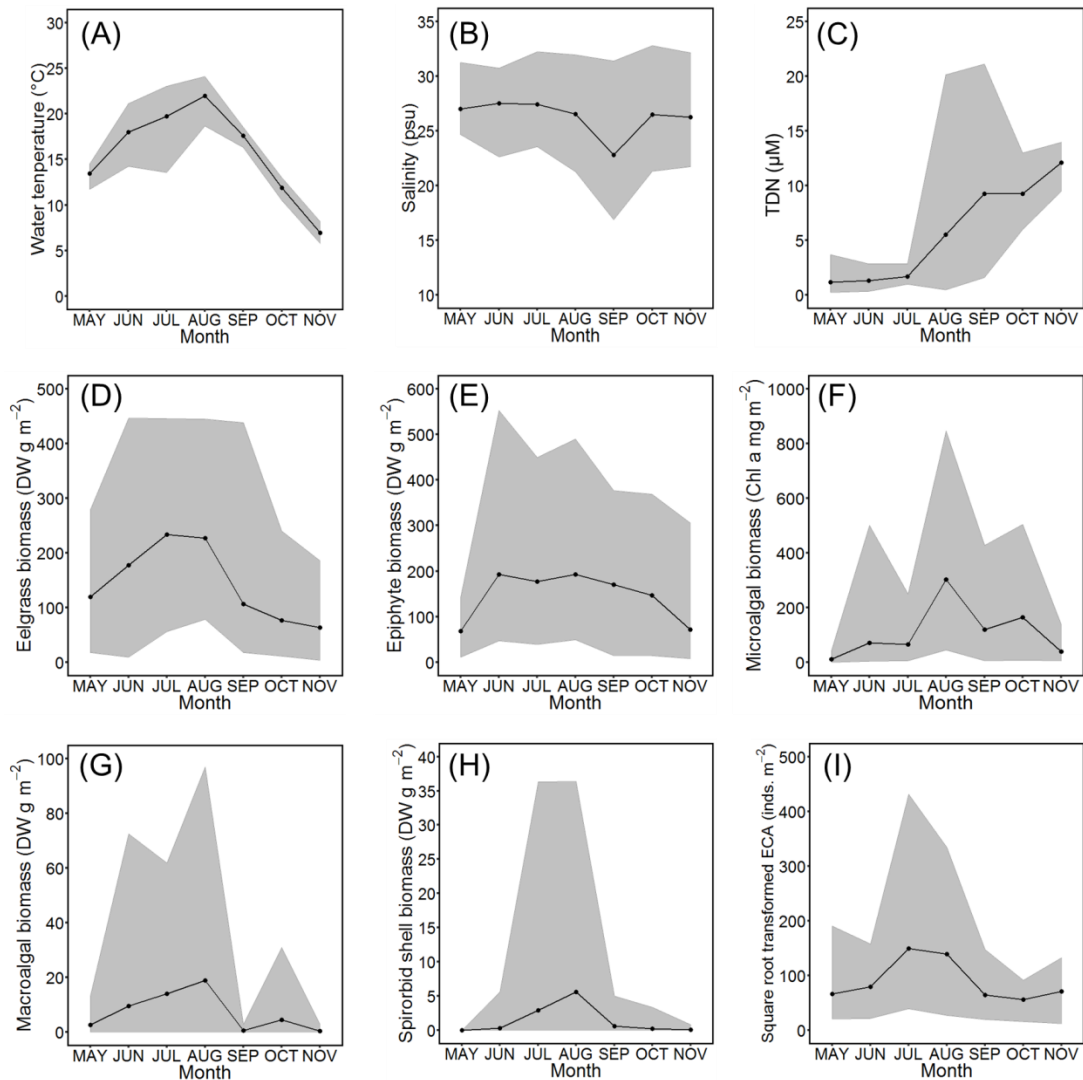 (A)
Water tenperature (°C)
30
25
20
15
10
5
0
MAY JUN JUL AUG SEP OCT NOV
Month
(B)
Salinity (psu)
35
30
25
20
15
10
MAY JUN JUL AUG SEP OCT NOV
Month
(C)
TDN (μM)
25
20
15
10
5
0
MAY JUN JUL AUG SEP OCT NOV
Month
(D)
Eelgrass biomass (DW g m⁻²)
500
400
300
200
100
0
MAY JUN JUL AUG SEP OCT NOV
Month
(E)
Epiphyte biomass (DW g m⁻²)
600
500
400
300
200
100
0
MAY JUN JUL AUG SEP OCT NOV
Month
(F)
Microalgal biomass (Chl a mg m⁻²)
1000
800
600
400
200
0
MAY JUN JUL AUG SEP OCT NOV
Month
(G)
Macroalgal biomass (DW g m⁻²)
100
80
60
40
20
0
MAY JUN JUL AUG SEP OCT NOV
Month
(H)
Spirorbid shell biomass (DW g m⁻²)
40
35
30
25
20
15
10
5
0
MAY JUN JUL AUG SEP OCT NOV
Month
(I)
Square root transformed ECA (inds. m⁻²)
500
400
300
200
100
0
MAY JUN JUL AUG SEP OCT NOV
Month